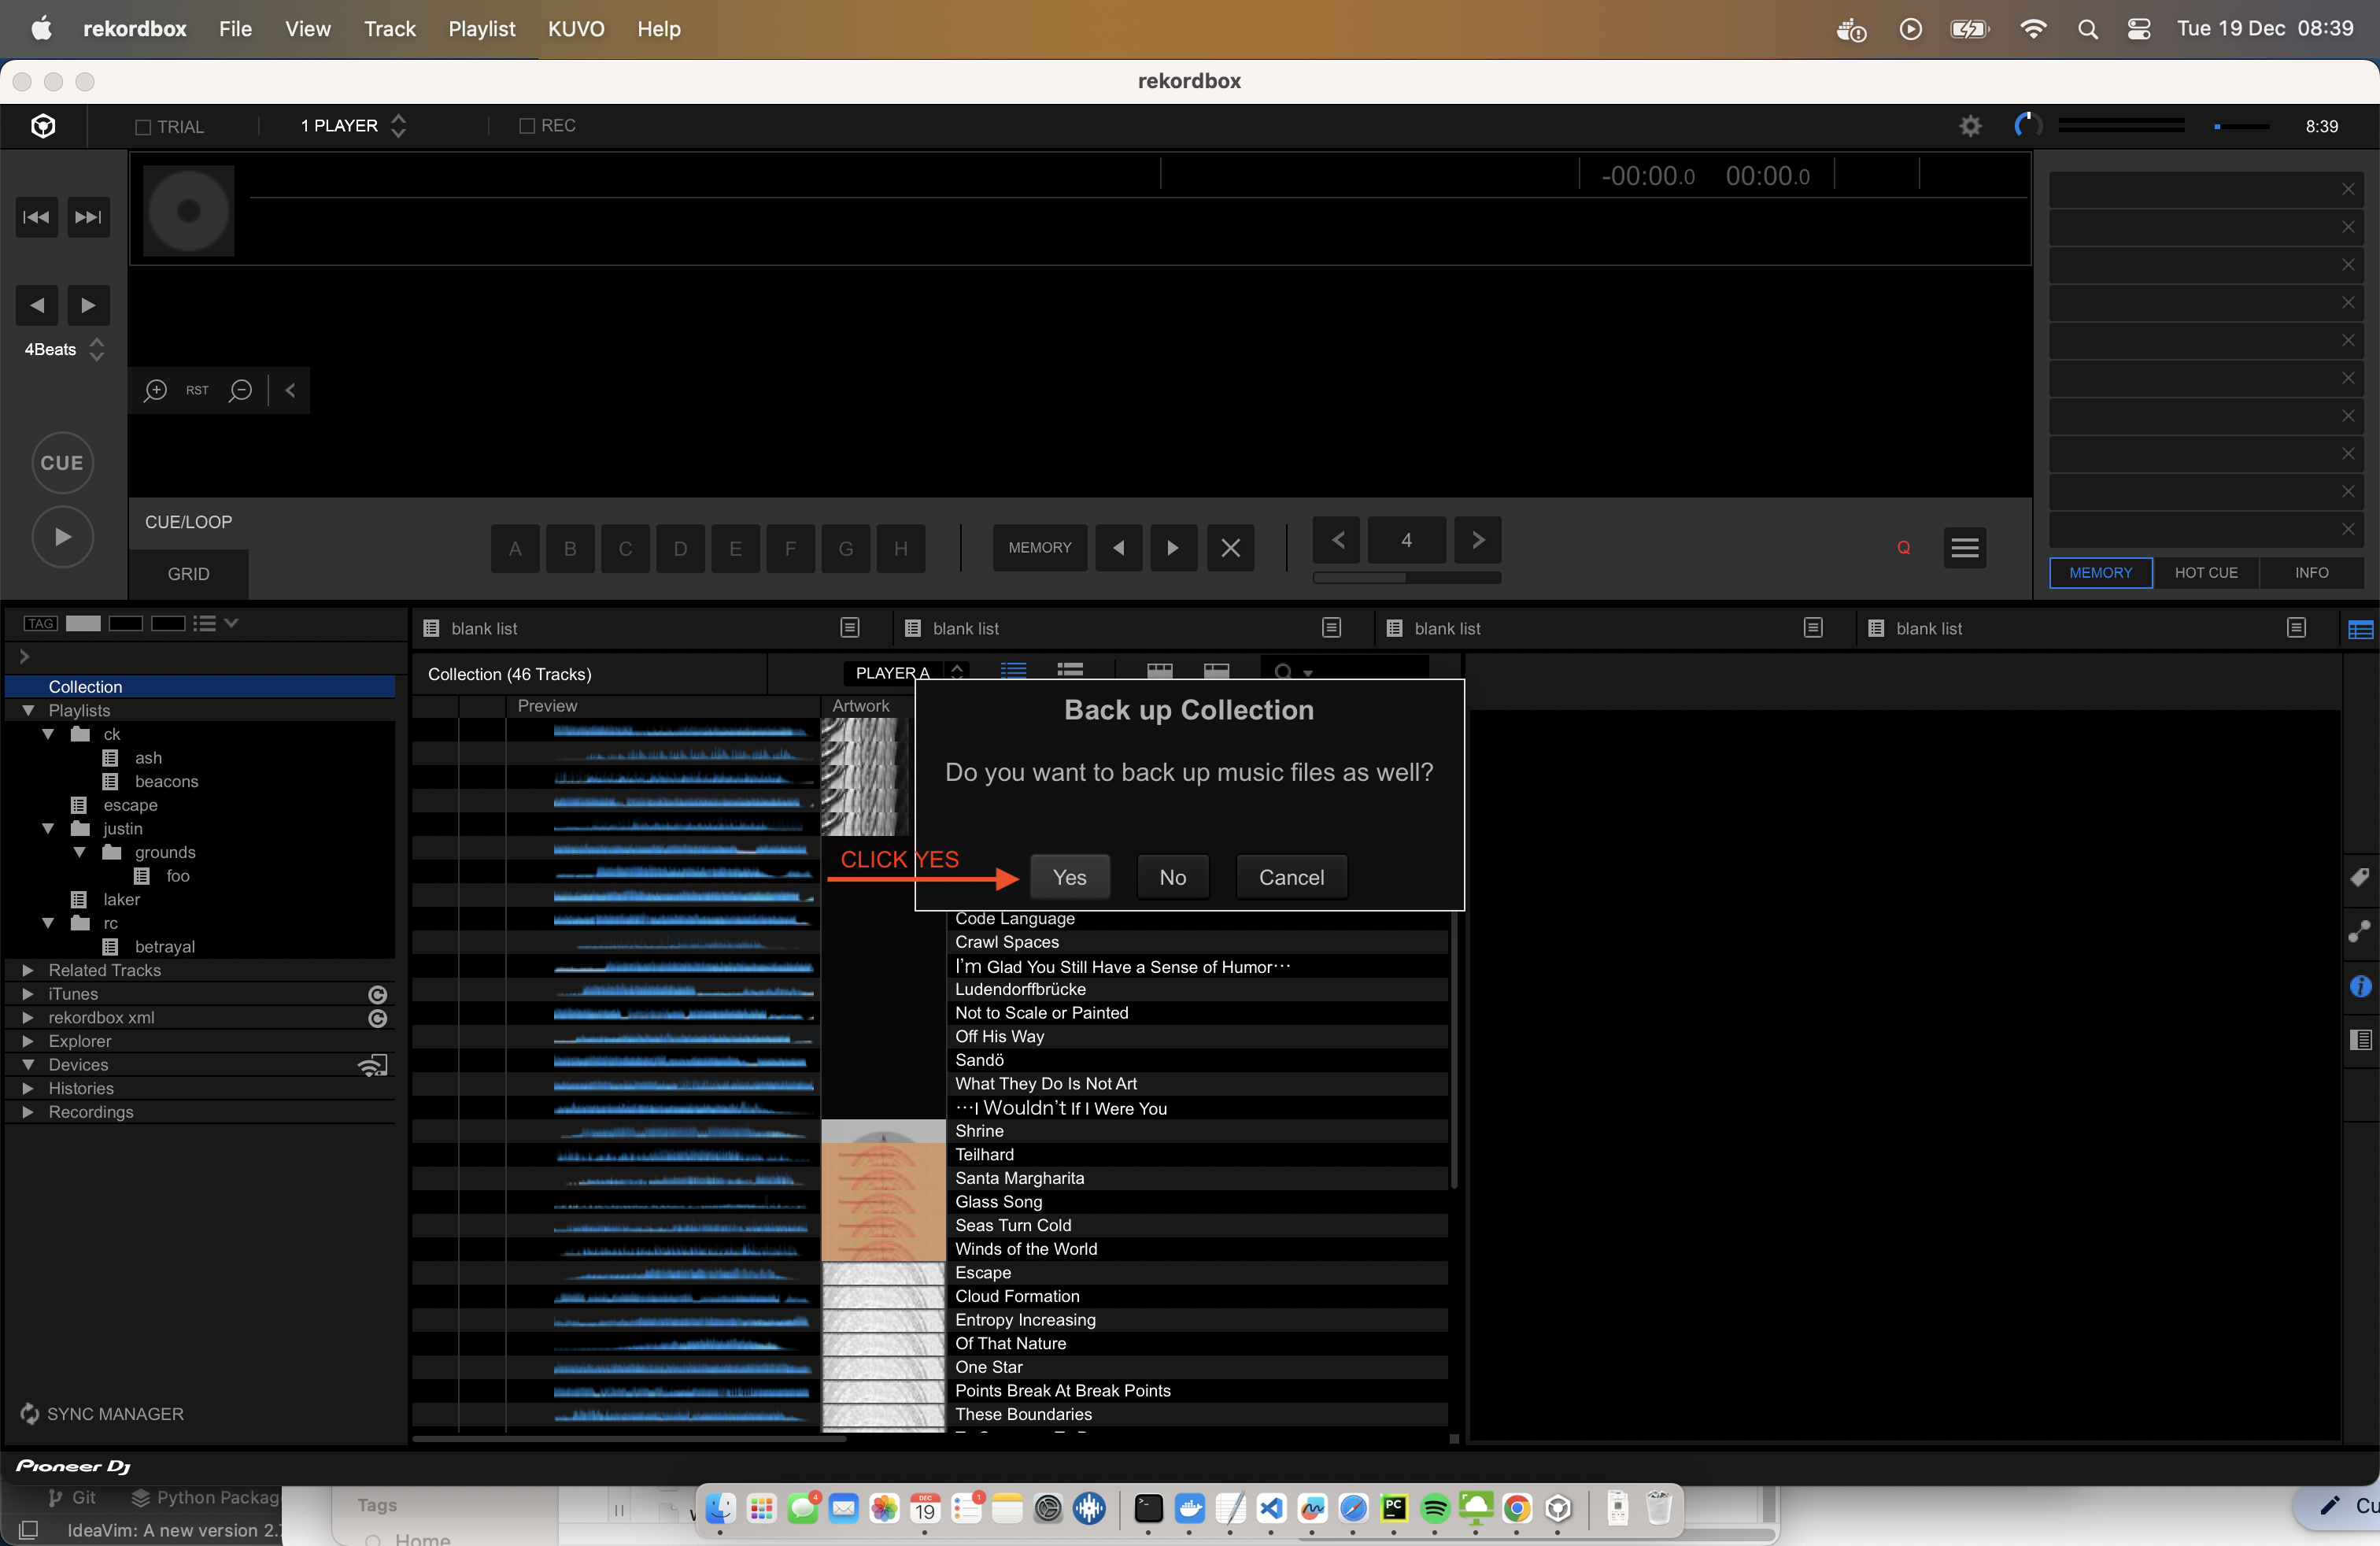 rekordbox File View Track Playlist KUVO Help Tue 19 Dec 08:39
rekordbox
TRIAL 1 PLAYER REC 8:39
-00:00.0 00:00.0
4Beats
RST
CUE
CUE/LOOP
A B C D E F G H MEMORY 4 Q
GRID
MEMORY HOT CUE INFO
TAG
blank list blank list blank list blank list
Collection (46 Tracks) PLAYER A
Preview Artwork
Collection
Playlists
ck
ash
beacons
escape
justin
grounds
foo
laker
rc
betrayal
Related Tracks
iTunes
rekordbox xml
Explorer
Devices
Histories
Recordings
SYNC MANAGER
Back up Collection
Do you want to back up music files as well?
CLICK YES
Yes No Cancel
Code Language
Crawl Spaces
I'm Glad You Still Have a Sense of Humor···
Ludendorffbrücke
Not to Scale or Painted
Off His Way
Sandö
What They Do Is Not Art
···I Wouldn't If I Were You
Shrine
Teilhard
Santa Margharita
Glass Song
Seas Turn Cold
Winds of the World
Escape
Cloud Formation
Entropy Increasing
Of That Nature
One Star
Points Break At Break Points
These Boundaries
Pioneer Dj
Git Python Packag
IdeaVim: A new version 2.
Tags
Home
4
DEC
19
1
PC
Cu